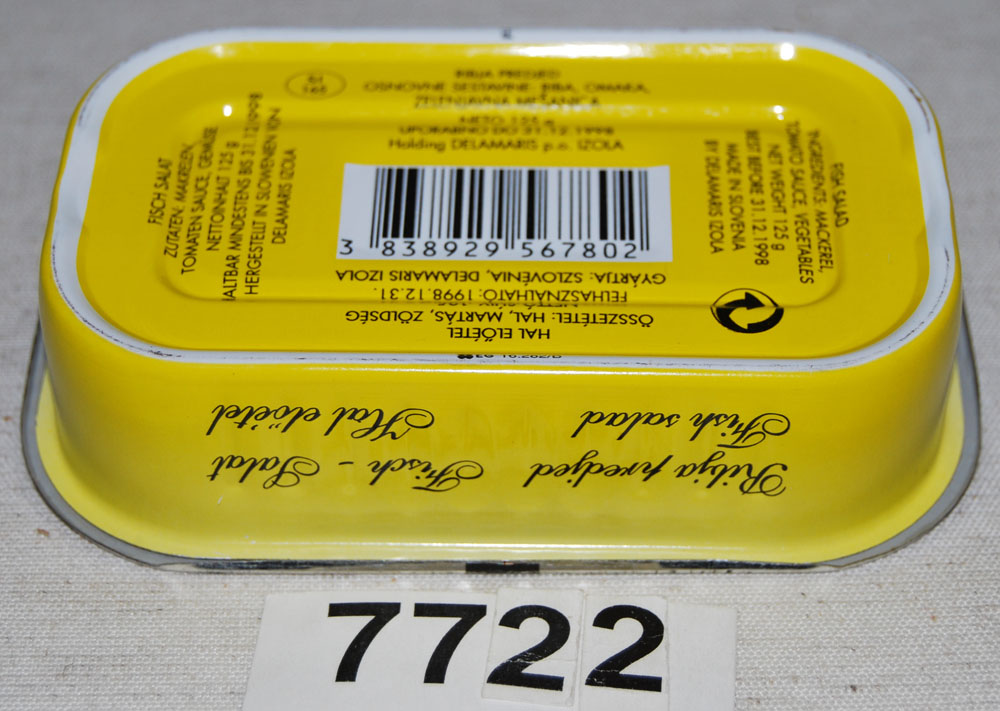 RIBJA PREDJED
OSNOVNE SESTAVINE: RIBA, OMAKA,
ZELENJAVNA MEŠANICA
NETO 125 g
UPORABNO DO 31.12.1998
Holding DELAMARIS p.o. IZOLA
FISCH SALAT
ZUTATEN: MAKRELEN,
TOMATEN SAUCE, GEMÜSE
NETTOINHALT 125 g
HALTBAR MINDESTENS BIS 31.12.1998
HERGESTELLT IN SLOWENIEN VON
DELAMARIS IZOLA
FISH SALAD
INGREDIENTS: MACKEREL,
TOMATO SAUCE, VEGETABLES
NET WEIGHT 125 g
BEST BEFORE 31.12.1998
MADE IN SLOVENIA
BY DELAMARIS IZOLA
3 838929 567802
HAL ELŐÉTEL
ÖSSZETÉTEL: HAL, MARTÁS, ZÖLDSÉG
FELHASZNÁLHATÓ: 1998.12.31.
GYÁRTJA: SZLOVÉNIA, DELAMARIS IZOLA
Ribja predjed
Fisch - Salat
Fish salad
Hal előétel
7722